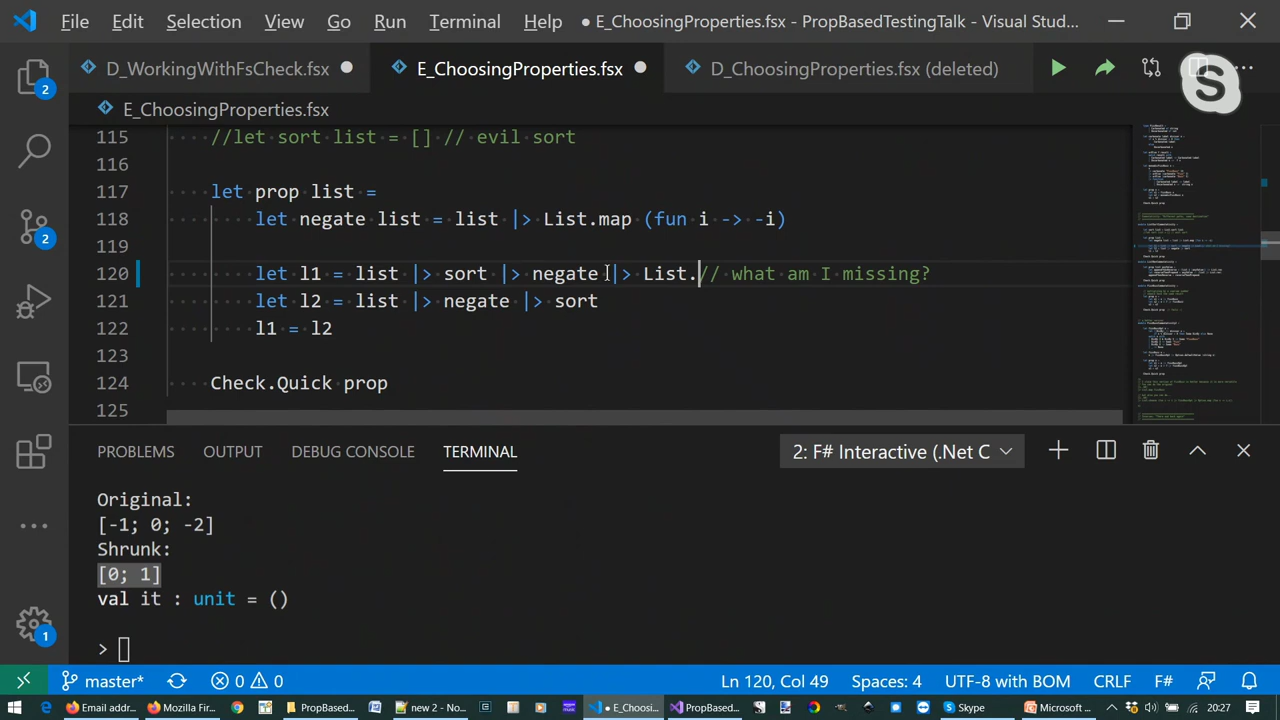 File Edit Selection View Go Run Terminal Help ● E_ChoosingProperties.fsx - PropBasedTestingTalk - Visual Stud...
D_WorkingWithFsCheck.fsx ● E_ChoosingProperties.fsx ● D_ChoosingProperties.fsx (deleted)
E_ChoosingProperties.fsx
115 //let sort list = [] // evil sort
116
117 let prop list =
118 let negate list = list |> List.map (fun i -> -i)
119
120 let l1 = list |> sort |> negate |> List.// what am I missing?
121 let l2 = list |> negate |> sort
122 l1 = l2
123
124 Check.Quick prop
125
PROBLEMS OUTPUT DEBUG CONSOLE TERMINAL 2: F# Interactive (.Net C
Original:
[-1; 0; -2]
Shrunk:
[0; 1]
val it : unit = ()
>
master* 0 0 Ln 120, Col 49 Spaces: 4 UTF-8 with BOM CRLF F#
Email addr... Mozilla Fir... PropBased... new 2 - No... E_Choosi... PropBased... Skype Microsoft ... 20:27
2
2
1
S